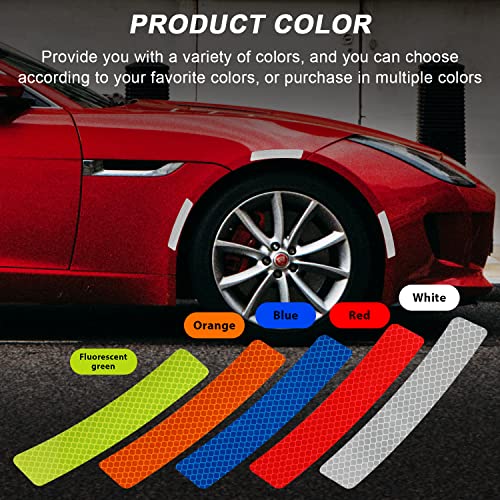 PRODUCT COLOR
Provide you with a variety of colors, and you can choose
according to your favorite colors, or purchase in multiple colors
White
Red
Blue
Orange
Fluorescent
green